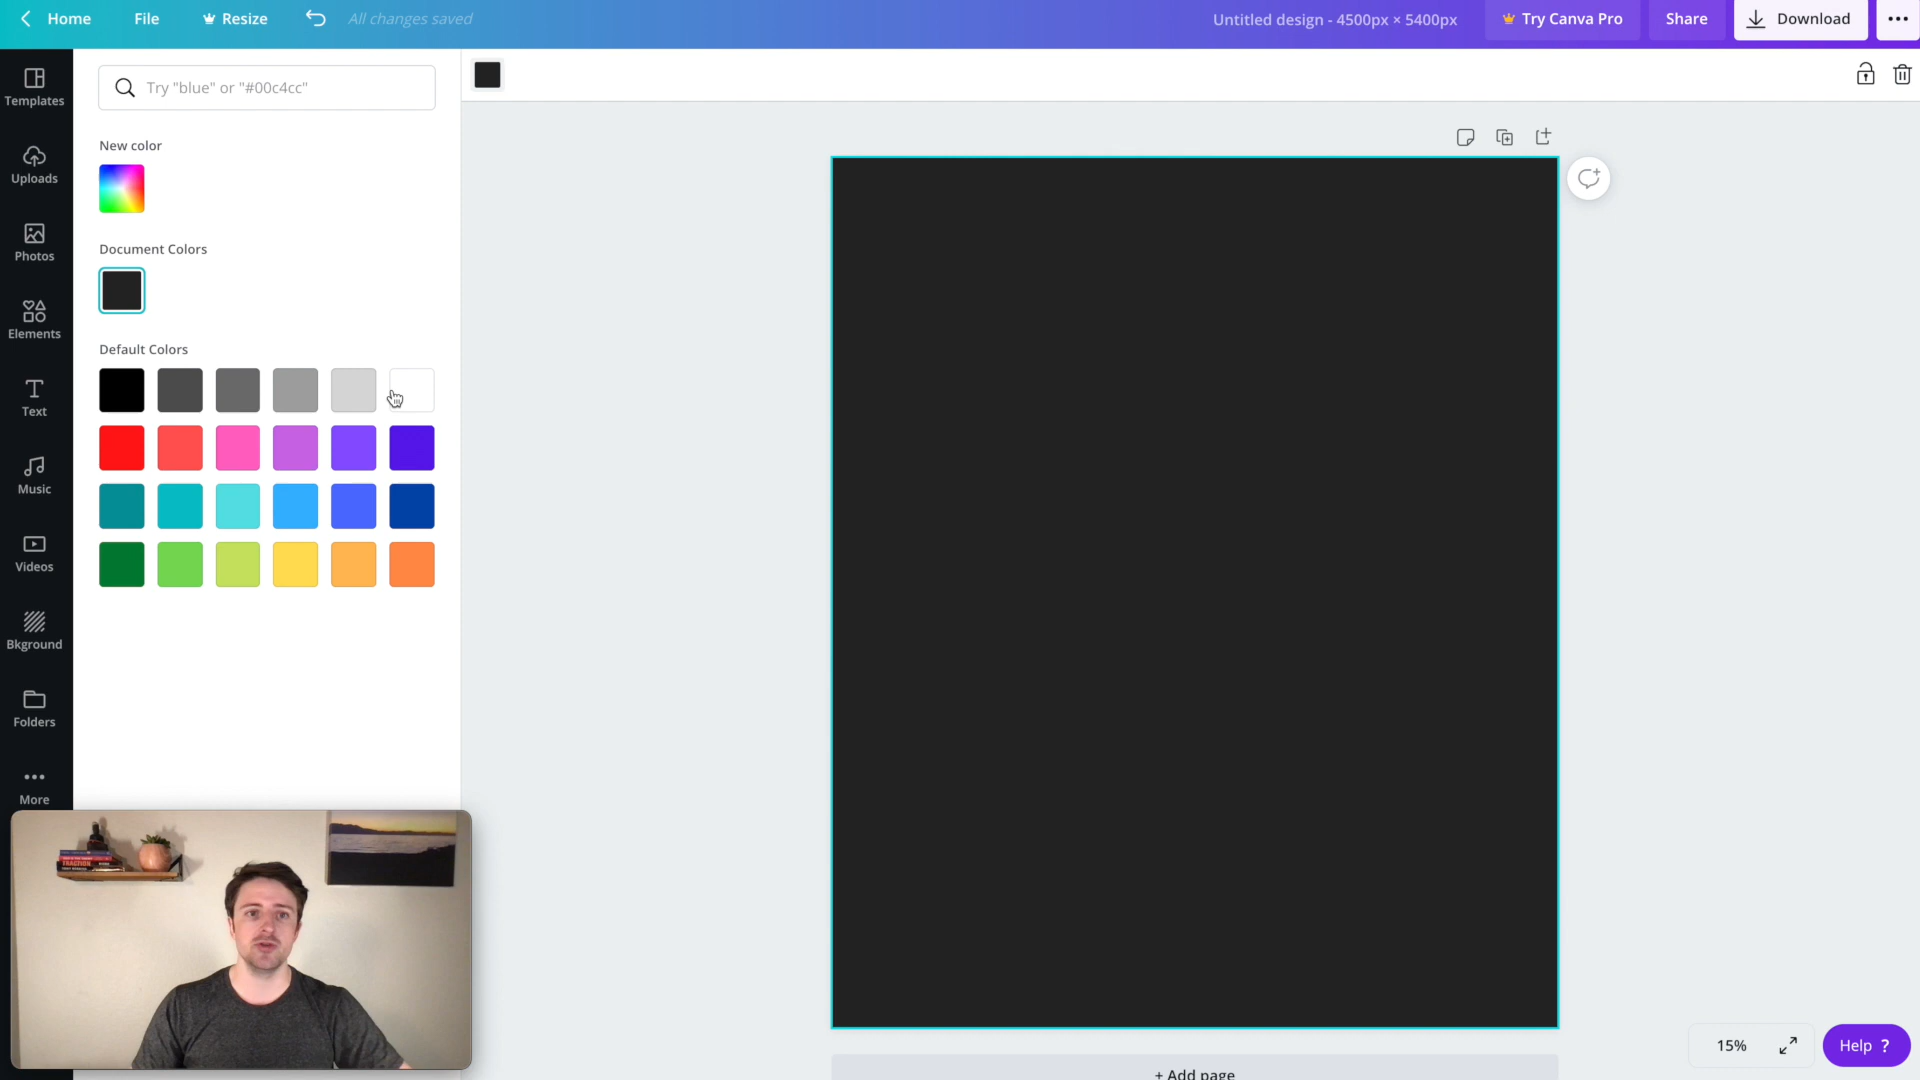 Home File Resize All changes saved Untitled design - 4500px × 5400px Try Canva Pro Share Download
Templates
Uploads
Photos
Elements
Text
Music
Videos
Bkground
Folders
More
Try "blue" or "#00c4cc"
New color
Document Colors
Default Colors
TRACTION
+ Add page
15%
Help ?